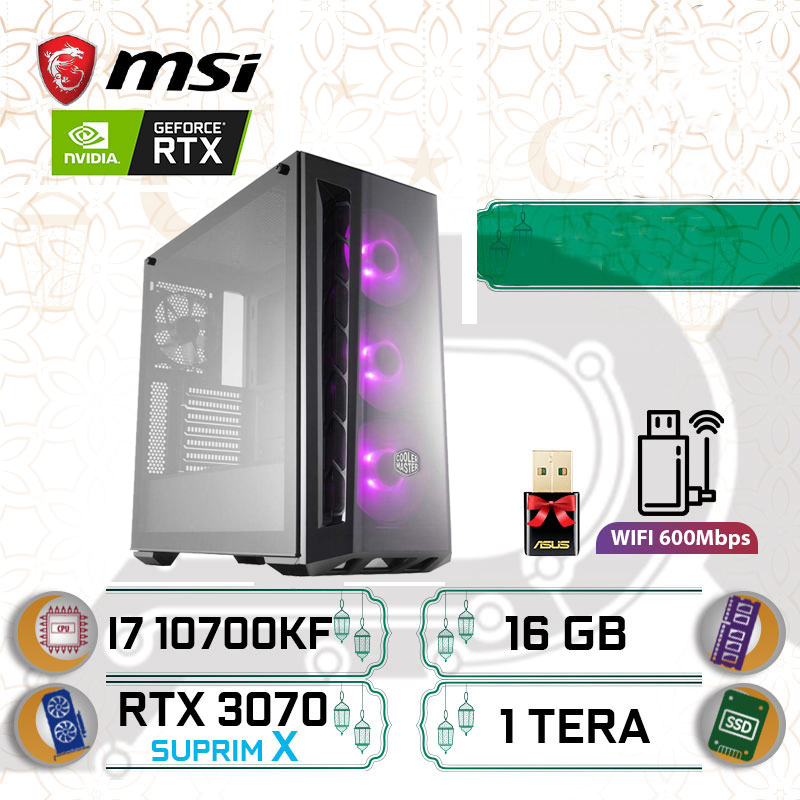 msi
NVIDIA.
GEFORCE®
RTX
COOLER
MASTER
ASUS
WIFI 600Mbps
CPU
I7 10700KF
16 GB
RTX 3070
SUPRIM X
1 TERA
SSD